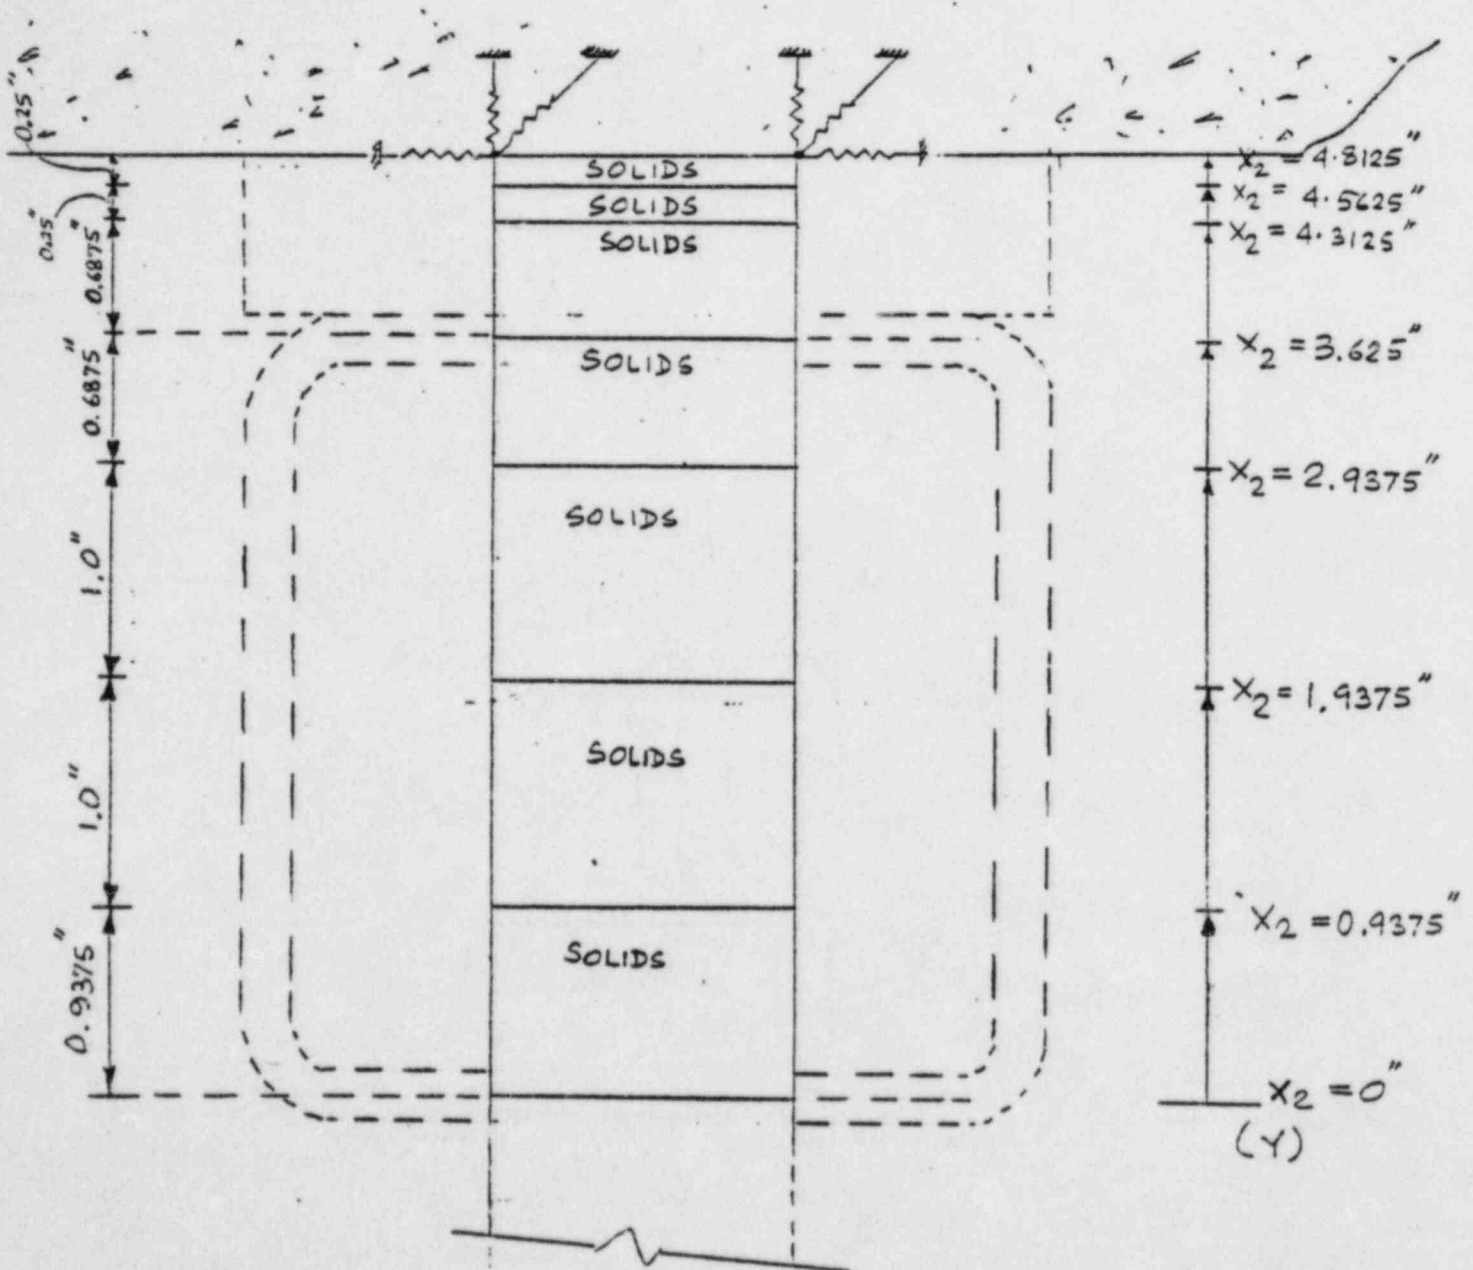 0.25"
0.25"
0.6875"
0.6875"
1.0"
1.0"
0.9375"
SOLIDS
SOLIDS
SOLIDS
SOLIDS
SOLIDS
SOLIDS
SOLIDS
X2 = 4.8125"
X2 = 4.5625"
X2 = 4.3125"
X2 = 3.625"
X2 = 2.9375"
X2 = 1.9375"
X2 = 0.9375"
X2 = 0"
(Y)